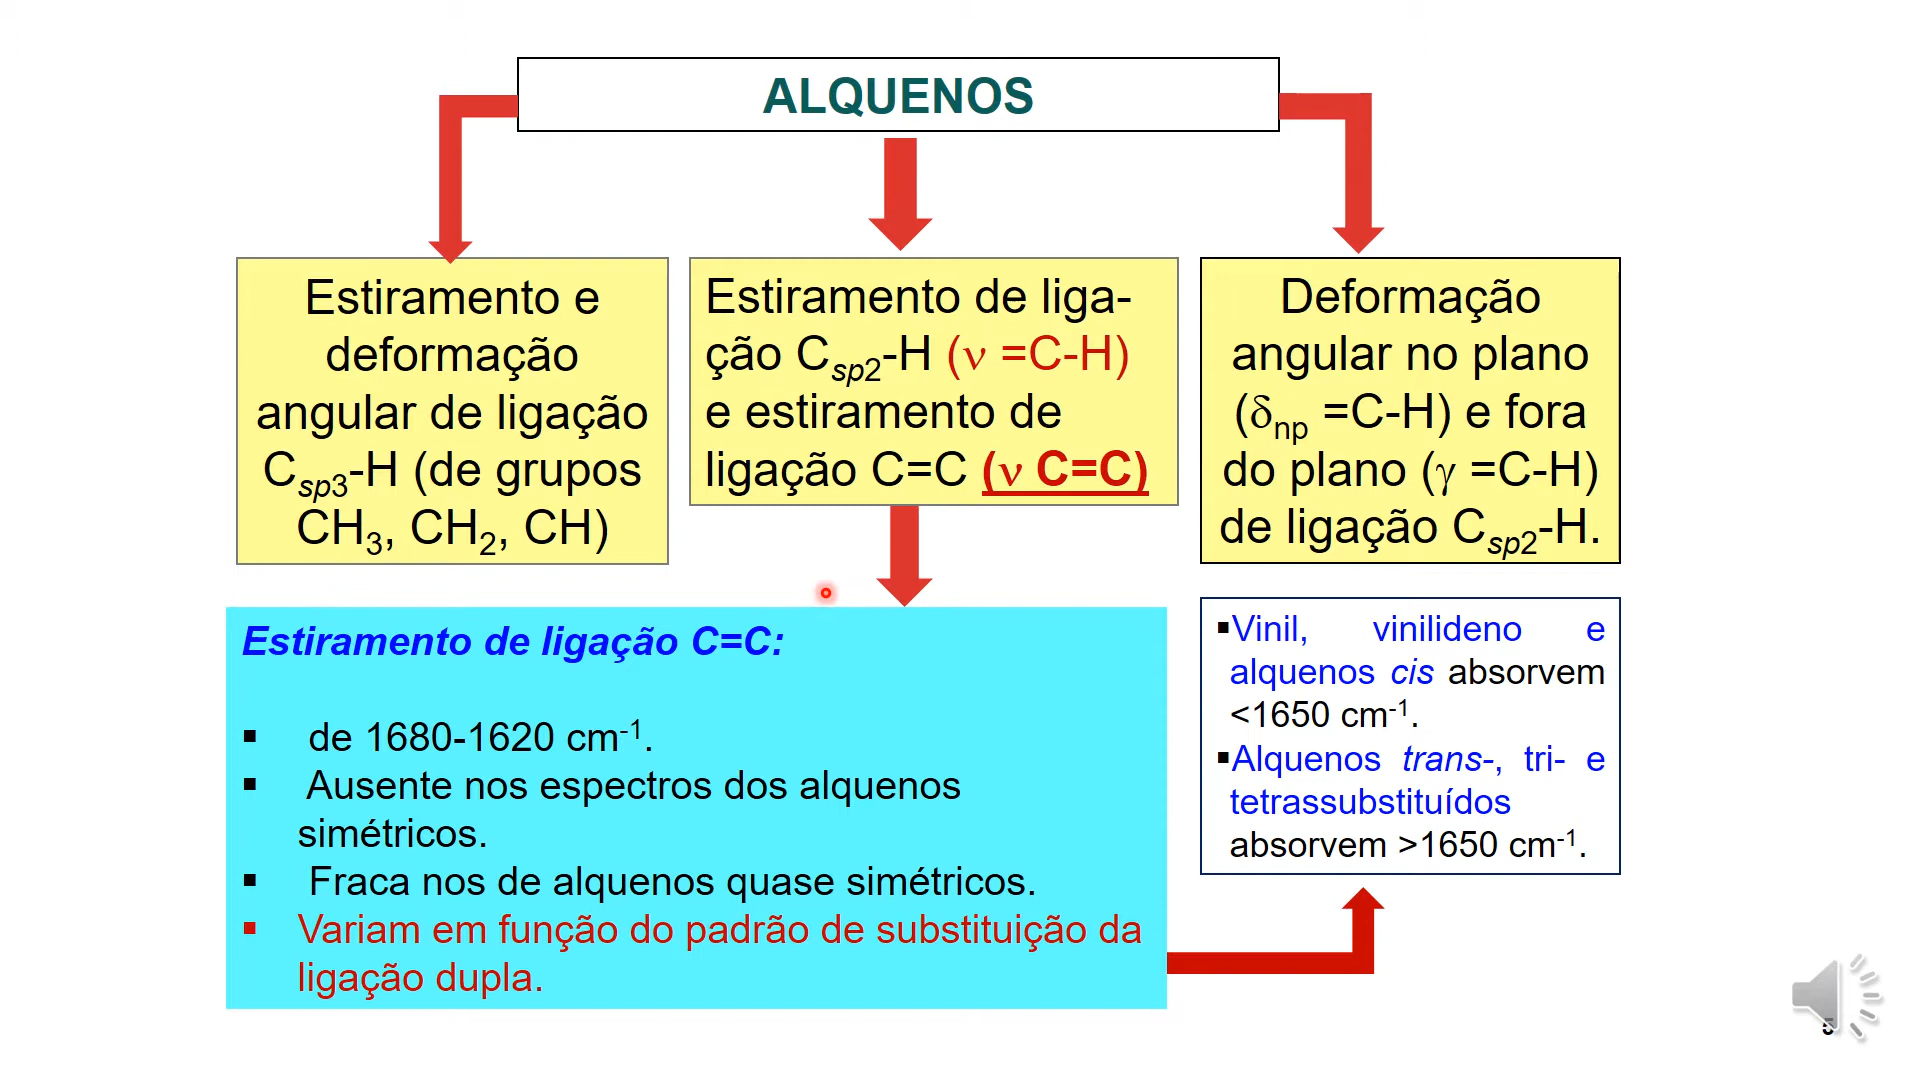 ALQUENOS
Estiramento e
deformação
angular de ligação
Csp3-H (de grupos
CH3, CH2, CH)
Estiramento de liga-
ção Csp2-H (ν =C-H)
e estiramento de
ligação C=C (ν C=C)
Deformação
angular no plano
(δnp =C-H) e fora
do plano (γ =C-H)
de ligação Csp2-H.
Estiramento de ligação C=C:
▪ de 1680-1620 cm-1.
▪ Ausente nos espectros dos alquenos
simétricos.
▪ Fraca nos de alquenos quase simétricos.
▪ Variam em função do padrão de substituição da
ligação dupla.
▪Vinil, vinilideno e
alquenos cis absorvem
<1650 cm-1.
▪Alquenos trans-, tri- e
tetrassubstituídos
absorvem >1650 cm-1.
5